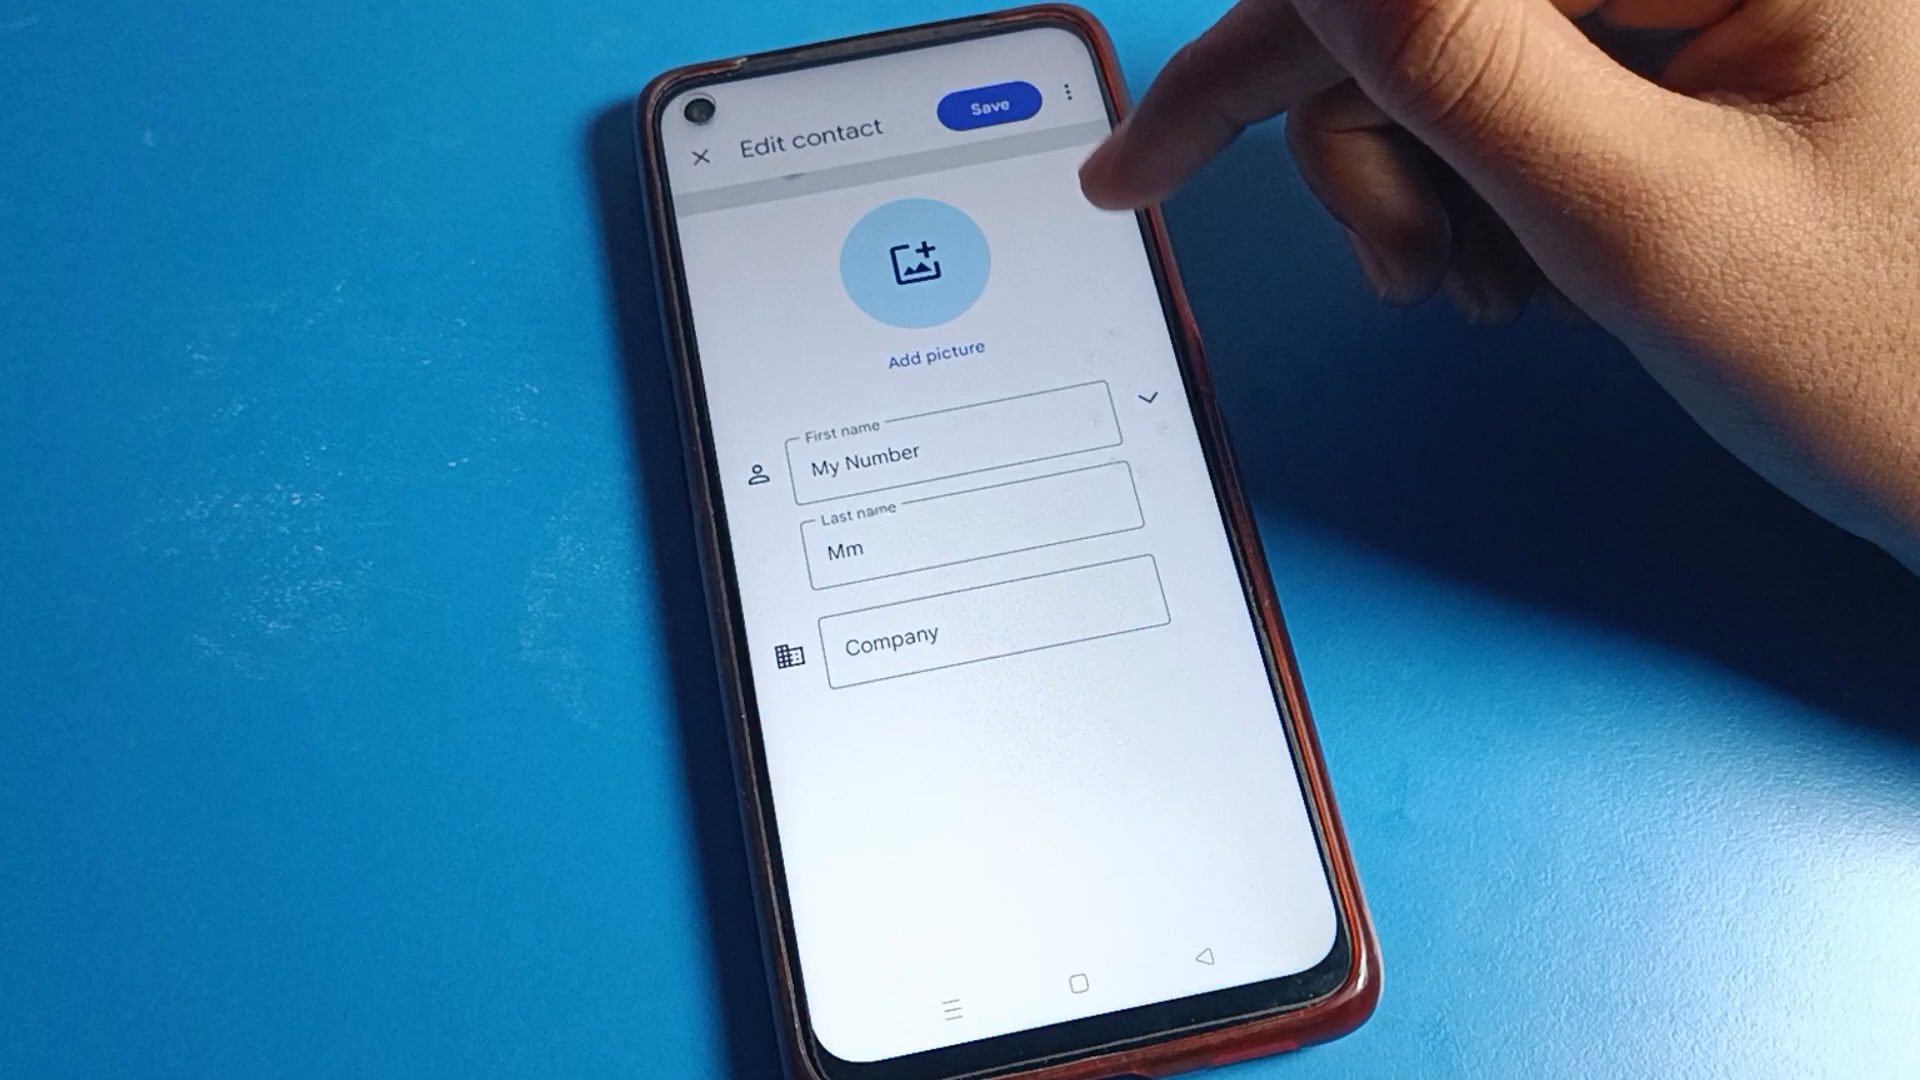 Edit contact
Save
Add picture
First name
My Number
Last name
Mm
Company